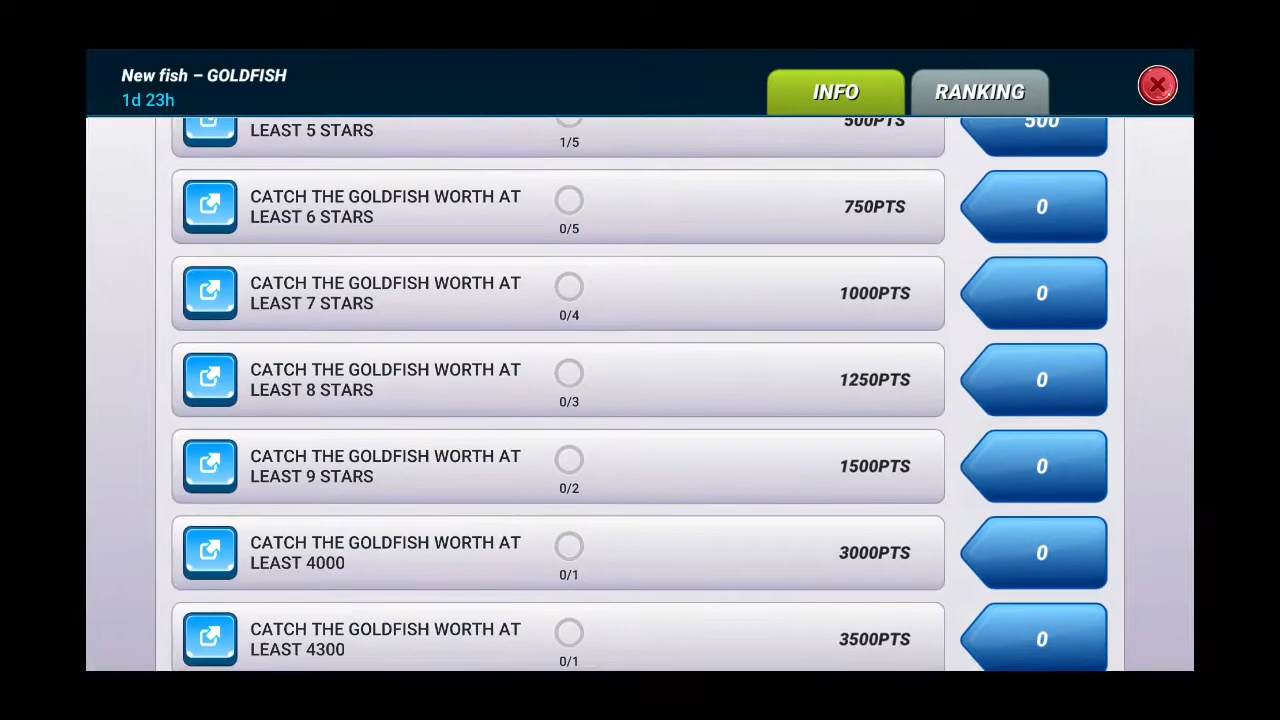 New fish – GOLDFISH
1d 23h
INFO
RANKING
LEAST 5 STARS
1/5
500PTS
500
CATCH THE GOLDFISH WORTH AT
LEAST 6 STARS
0/5
750PTS
0
CATCH THE GOLDFISH WORTH AT
LEAST 7 STARS
0/4
1000PTS
0
CATCH THE GOLDFISH WORTH AT
LEAST 8 STARS
0/3
1250PTS
0
CATCH THE GOLDFISH WORTH AT
LEAST 9 STARS
0/2
1500PTS
0
CATCH THE GOLDFISH WORTH AT
LEAST 4000
0/1
3000PTS
0
CATCH THE GOLDFISH WORTH AT
LEAST 4300
0/1
3500PTS
0